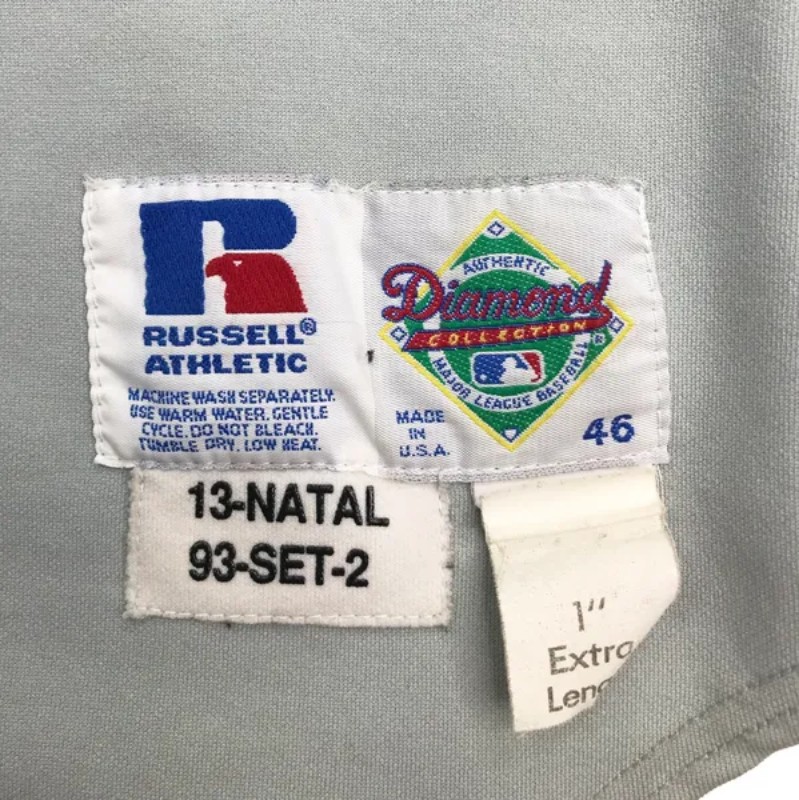 RUSSELL®
ATHLETIC
MACHINE WASH SEPARATELY.
USE WARM WATER. GENTLE
CYCLE. DO NOT BLEACH.
TUMBLE DRY. LOW HEAT.
AUTHENTIC
Diamond
COLLECTION
MAJOR LEAGUE BASEBALL®
MADE
IN
U.S.A.
46
13-NATAL
93-SET-2
1"
Extra
Leng